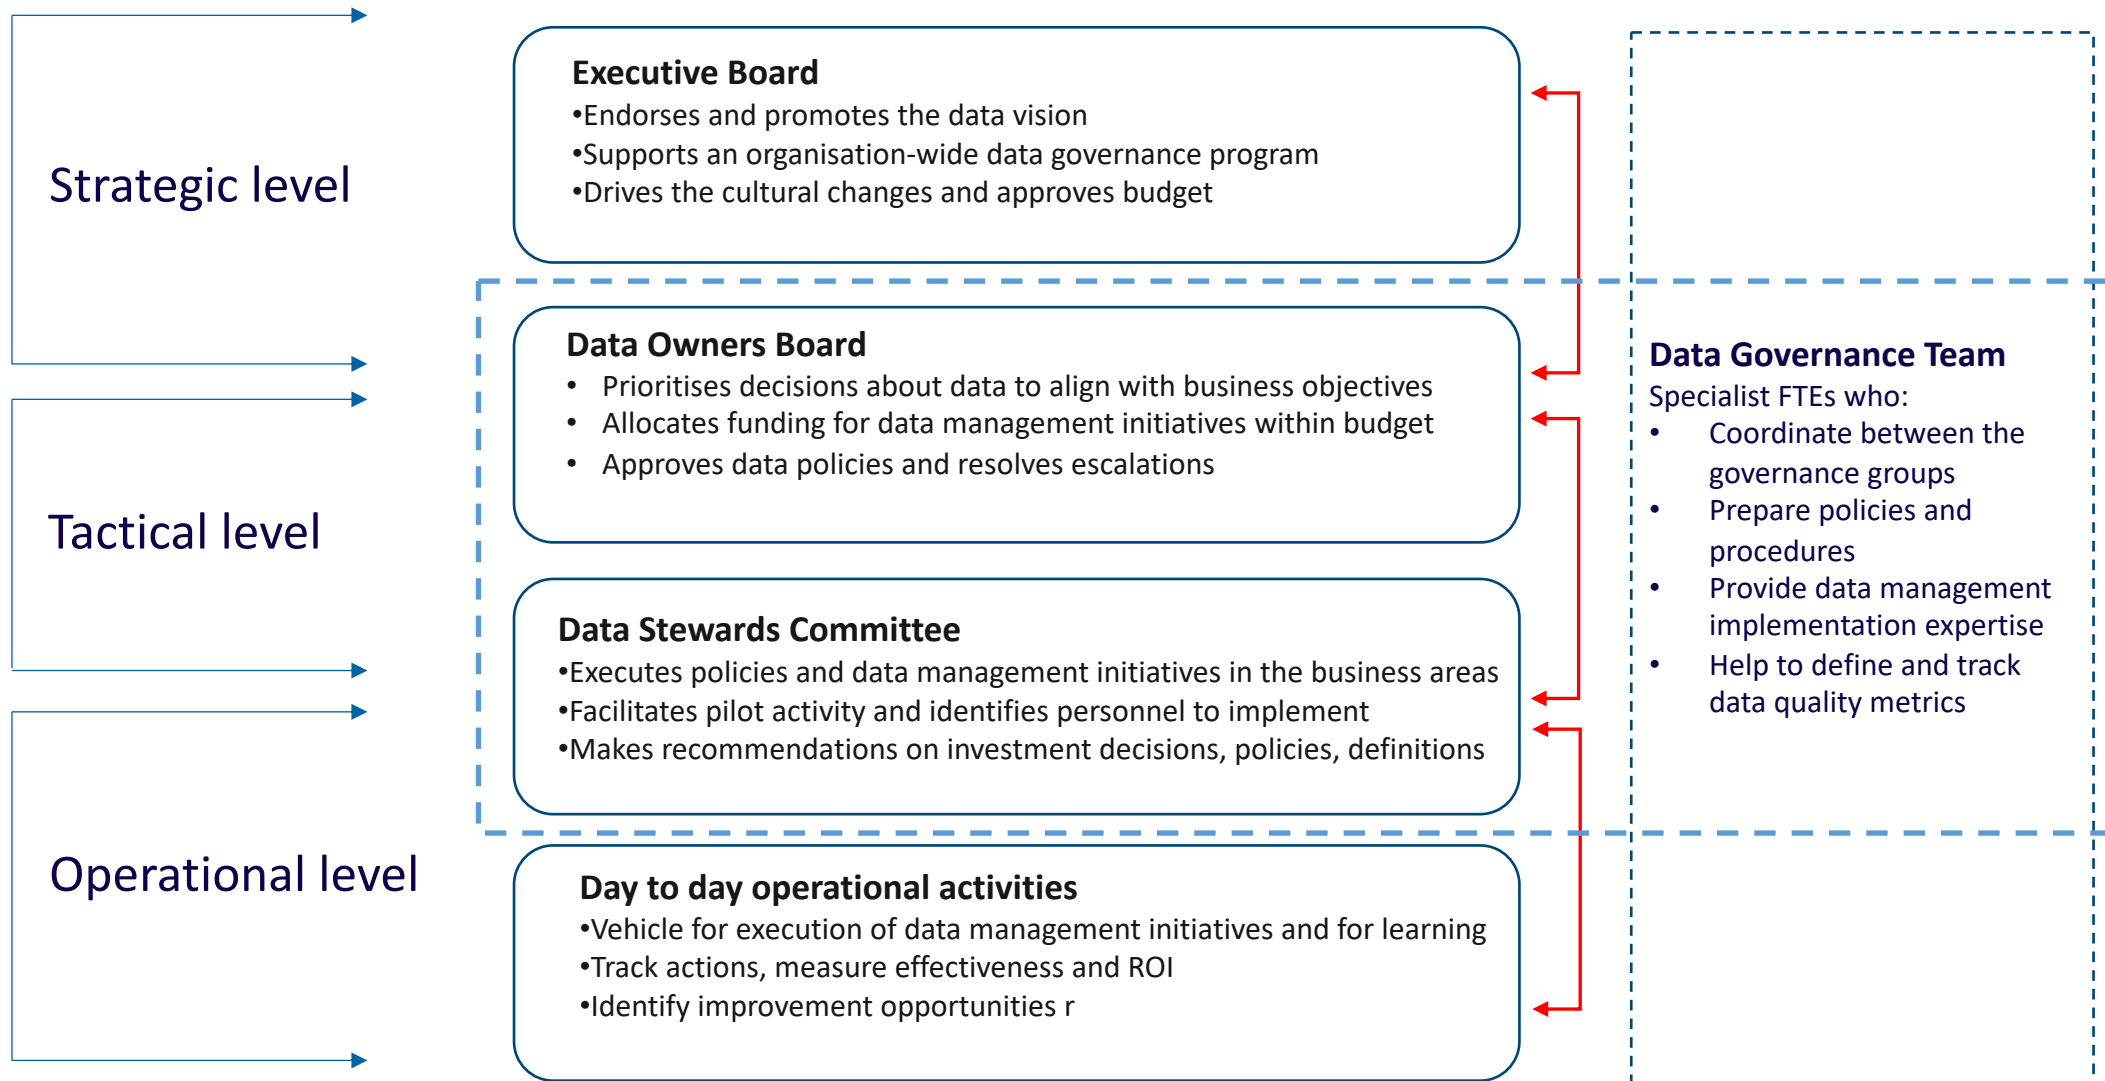 Strategic level
Executive Board
•Endorses and promotes the data vision
•Supports an organisation-wide data governance program
•Drives the cultural changes and approves budget
Tactical level
Data Owners Board
• Prioritises decisions about data to align with business objectives
• Allocates funding for data management initiatives within budget
• Approves data policies and resolves escalations
Data Stewards Committee
•Executes policies and data management initiatives in the business areas
•Facilitates pilot activity and identifies personnel to implement
•Makes recommendations on investment decisions, policies, definitions
Operational level
Day to day operational activities
•Vehicle for execution of data management initiatives and for learning
•Track actions, measure effectiveness and ROI
•Identify improvement opportunities r
Data Governance Team
Specialist FTEs who:
• Coordinate between the
governance groups
• Prepare policies and
procedures
• Provide data management
implementation expertise
• Help to define and track
data quality metrics